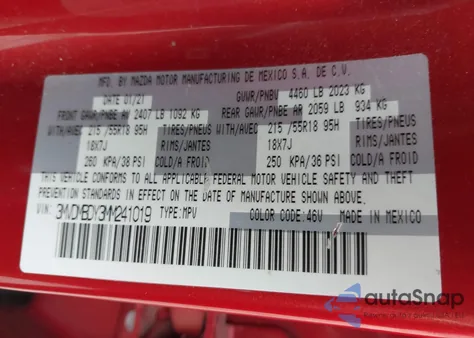 MFD. BY MAZDA MOTOR MANUFACTURING DE MEXICO S.A. DE C.V.
DATE 01/21 GVWR/PNBV 4460 LB 2023 KG
FRONT GAWR/PNBE AV 2407 LB 1092 KG REAR GAWR/PNBE AR 2059 LB 934 KG
WITH/AVEC 215 /55R18 95H TIRES/PNEUS WITH/AVEC 215 /55R18 95H TIRES/PNEUS
18X7J RIMS/JANTES 18X7J RIMS/JANTES
260 KPA/38 PSI COLD/A FROID 250 KPA/36 PSI COLD/A FROID
THIS VEHICLE CONFORMS TO ALL APPLICABLE FEDERAL MOTOR VEHICLE SAFETY AND THEFT
PREVENTION STANDARDS IN EFFECT ON THE DATE OF MANUFACTURE
SHOWN ABOVE.
VIN: TYPE:MPV COLOR CODE:46V MADE IN MEXICO
autoSnap